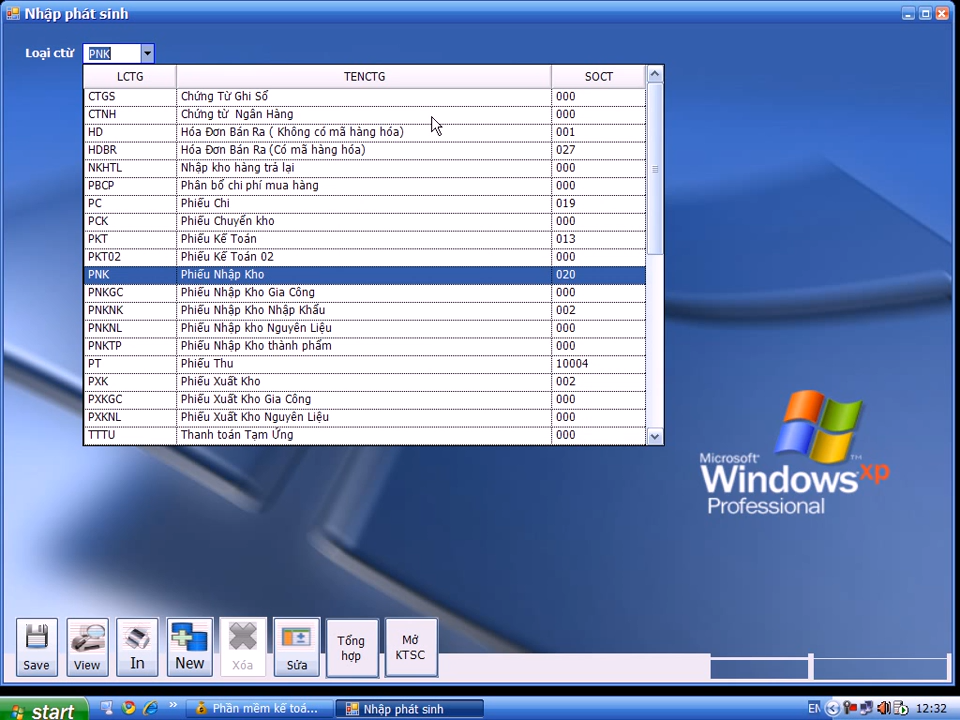 Nhập phát sinh
Loại ctừ PNK
LCTG TENCTG SOCT
CTGS Chứng Từ Ghi Sổ 000
CTNH Chứng từ Ngân Hàng 000
HD Hóa Đơn Bán Ra ( Không có mã hàng hóa) 001
HDBR Hóa Đơn Bán Ra (Có mã hàng hóa) 027
NKHTL Nhập kho hàng trả lại 000
PBCP Phân bổ chi phí mua hàng 000
PC Phiếu Chi 019
PCK Phiếu Chuyển kho 000
PKT Phiếu Kế Toán 013
PKT02 Phiếu Kế Toán 02 000
PNK Phiếu Nhập Kho 020
PNKGC Phiếu Nhập Kho Gia Công 000
PNKNK Phiếu Nhập Kho Nhập Khẩu 002
PNKNL Phiếu Nhập kho Nguyên Liệu 000
PNKTP Phiếu Nhập Kho thành phẩm 000
PT Phiếu Thu 10004
PXK Phiếu Xuất Kho 002
PXKGC Phiếu Xuất Kho Gia Công 000
PXKNL Phiếu Xuất Kho Nguyên Liệu 000
TTTU Thanh toán Tạm Ứng 000
Microsoft
Windows xp
TM
Professional
Save View In New Xóa Sửa Tổng hợp Mở KTSC
start » Phần mềm kế toá... Nhập phát sinh EN 12:32